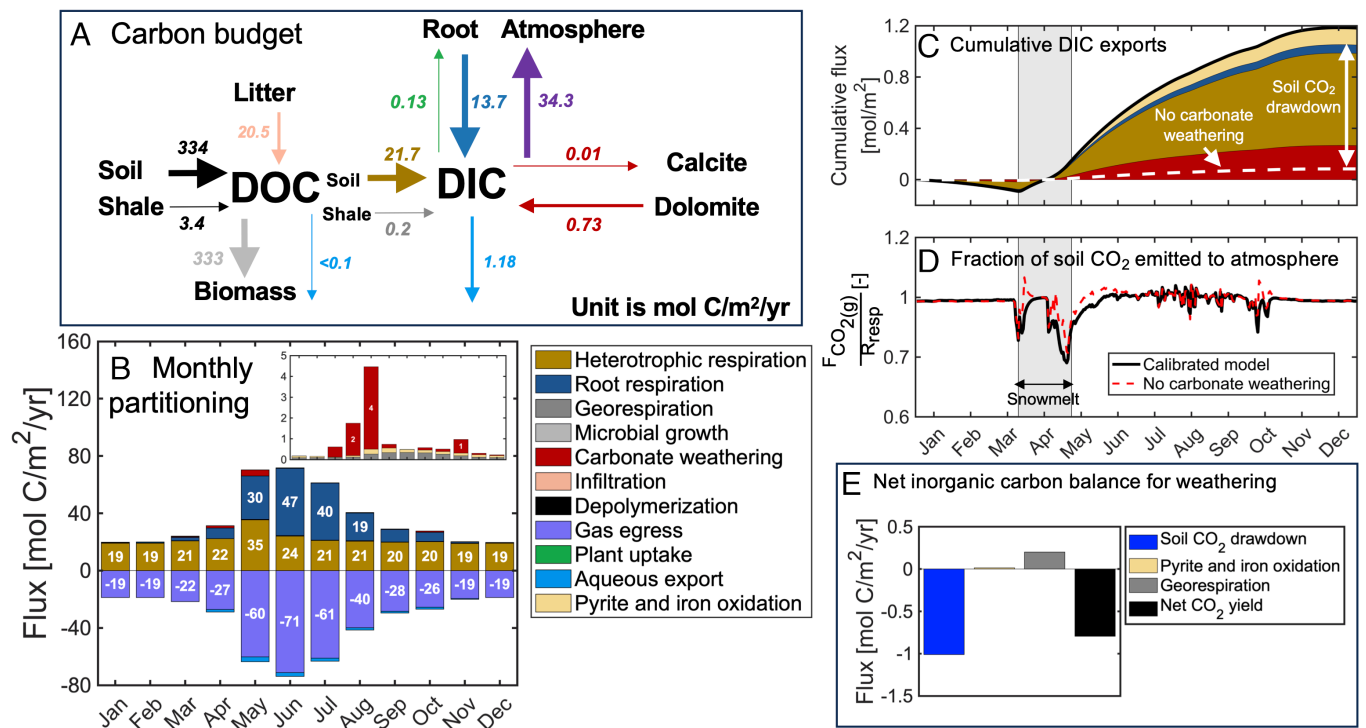 A Carbon budget
Root Atmosphere
Litter
0.13
13.7
34.3
20.5
334
21.7
0.01
Soil
DOC
Soil
DIC
Calcite
Shale
Shale
Dolomite
3.4
0.2
0.73
333
<0.1
1.18
Biomass
Unit is mol C/m²/yr
B Monthly
partitioning
Flux [mol C/m²/yr]
160
120
80
40
0
-40
-80
5
4
3
2
1
0
2
4
1
19 19 21 22 35 24 21 21 20 20 19 19
30 47 40 19
-19 -19 -22 -27 -60 -71 -61 -40 -28 -26 -19 -19
Jan Feb Mar Apr May Jun Jul Aug Sep Oct Nov Dec
Heterotrophic respiration
Root respiration
Georespiration
Microbial growth
Carbonate weathering
Infiltration
Depolymerization
Gas egress
Plant uptake
Aqueous export
Pyrite and iron oxidation
C Cumulative DIC exports
Cumulative flux
[mol/m²]
1.2
0.8
0.4
0
No carbonate
weathering
Soil CO₂
drawdown
D Fraction of soil CO₂ emitted to atmosphere
F CO₂(g)
R resp
[-]
1.2
1
0.7
0.6
Snowmelt
Calibrated model
No carbonate weathering
Jan Feb Mar Apr May Jun Jul Aug Sep Oct Nov Dec
E Net inorganic carbon balance for weathering
Flux [mol C/m²/yr]
0.5
0
-0.5
-1
-1.5
Soil CO₂ drawdown
Pyrite and iron oxidation
Georespiration
Net CO₂ yield